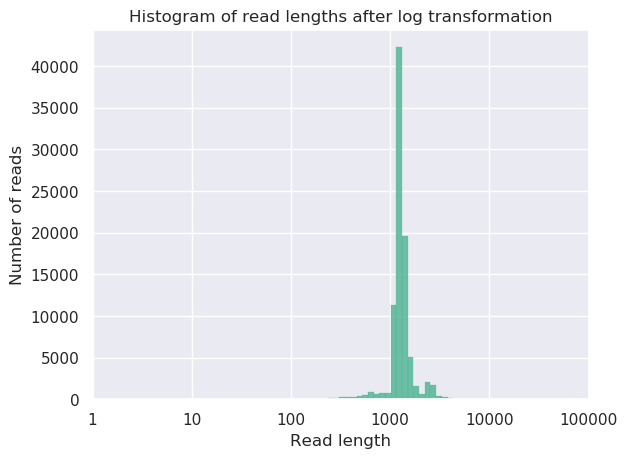 Histogram of read lengths after log transformation
40000
35000
30000
25000
20000
15000
10000
5000
0
Number of reads
1 10 100 1000 10000 100000
Read length